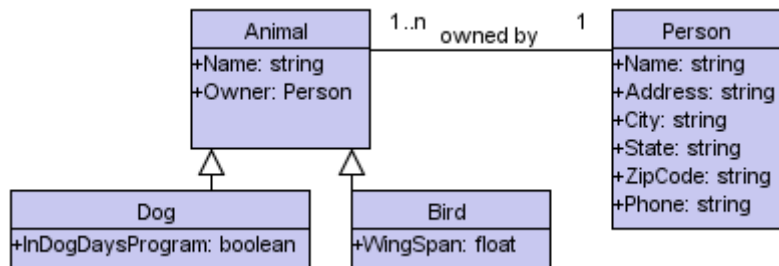 Animal
+Name: string
+Owner: Person
1..n
owned by
1
Person
+Name: string
+Address: string
+City: string
+State: string
+ZipCode: string
+Phone: string
Dog
+InDogDaysProgram: boolean
Bird
+WingSpan: float